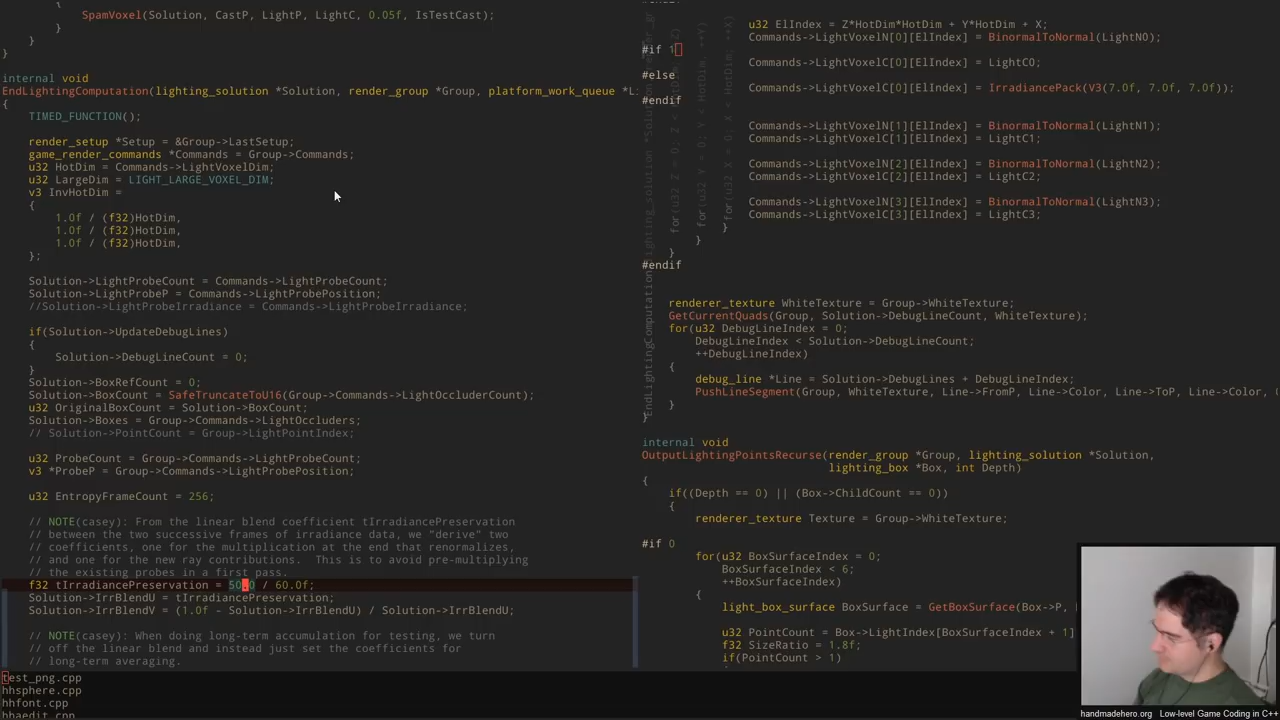 {
SpamVoxel(Solution, CastP, LightP, LightC, 0.05f, IsTestCast);
}
}
}
internal void
EndLightingComputation(lighting_solution *Solution, render_group *Group, platform_work_queue *L
{
TIMED_FUNCTION();
render_setup *Setup = &Group->LastSetup;
game_render_commands *Commands = Group->Commands;
u32 HotDim = Commands->LightVoxelDim;
u32 LargeDim = LIGHT_LARGE_VOXEL_DIM;
v3 InvHotDim =
{
1.0f / (f32)HotDim,
1.0f / (f32)HotDim,
1.0f / (f32)HotDim,
};
Solution->LightProbeCount = Commands->LightProbeCount;
Solution->LightProbeP = Commands->LightProbePosition;
//Solution->LightProbeIrradiance = Commands->LightProbeIrradiance;
if(Solution->UpdateDebugLines)
{
Solution->DebugLineCount = 0;
}
Solution->BoxRefCount = 0;
Solution->BoxCount = SafeTruncateToU16(Group->Commands->LightOccluderCount);
u32 OriginalBoxCount = Solution->BoxCount;
Solution->Boxes = Group->Commands->LightOccluders;
// Solution->PointCount = Group->LightPointIndex;
u32 ProbeCount = Group->Commands->LightProbeCount;
v3 *ProbeP = Group->Commands->LightProbePosition;
u32 EntropyFrameCount = 256;
// NOTE(casey): From the linear blend coefficient tIrradiancePreservation
// between the two successive frames of irradiance data, we "derive" two
// coefficients, one for the multiplication at the end that renormalizes,
// and one for the new ray contributions.  This is to avoid pre-multiplying
// the existing probes in a first pass.
f32 tIrradiancePreservation = 50.0 / 60.0f;
Solution->IrrBlendU = tIrradiancePreservation;
Solution->IrrBlendV = (1.0f - Solution->IrrBlendU) / Solution->IrrBlendU;
// NOTE(casey): When doing long-term accumulation for testing, we turn
// off the linear blend and instead just set the coefficients for
// long-term averaging.
test_png.cpp
hhsphere.cpp
hhfont.cpp
hhaedit.cpp
u32 ElIndex = Z*HotDim*HotDim + Y*HotDim + X;
Commands->LightVoxelN[0][ElIndex] = BinormalToNormal(LightN0);
#if 1
Commands->LightVoxelC[0][ElIndex] = LightC0;
#else
Commands->LightVoxelC[0][ElIndex] = IrradiancePack(V3(7.0f, 7.0f, 7.0f));
#endif
Commands->LightVoxelN[1][ElIndex] = BinormalToNormal(LightN1);
Commands->LightVoxelC[1][ElIndex] = LightC1;
Commands->LightVoxelN[2][ElIndex] = BinormalToNormal(LightN2);
Commands->LightVoxelC[2][ElIndex] = LightC2;
Commands->LightVoxelN[3][ElIndex] = BinormalToNormal(LightN3);
Commands->LightVoxelC[3][ElIndex] = LightC3;
}
}
}
#endif
renderer_texture WhiteTexture = Group->WhiteTexture;
GetCurrentQuads(Group, Solution->DebugLineCount, WhiteTexture);
for(u32 DebugLineIndex = 0;
DebugLineIndex < Solution->DebugLineCount;
++DebugLineIndex)
{
debug_line *Line = Solution->DebugLines + DebugLineIndex;
PushLineSegment(Group, WhiteTexture, Line->FromP, Line->Color, Line->ToP, Line->Color,
}
}
internal void
OutputLightingPointsRecurse(render_group *Group, lighting_solution *Solution,
lighting_box *Box, int Depth)
{
if((Depth == 0) || (Box->ChildCount == 0))
{
renderer_texture Texture = Group->WhiteTexture;
#if 0
for(u32 BoxSurfaceIndex = 0;
BoxSurfaceIndex < 6;
++BoxSurfaceIndex)
{
light_box_surface BoxSurface = GetBoxSurface(Box->P,
u32 PointCount = Box->LightIndex[BoxSurfaceIndex + 1]
f32 SizeRatio = 1.8f;
if(PointCount > 1)
handmadehero.org   Low-level Game Coding in C++